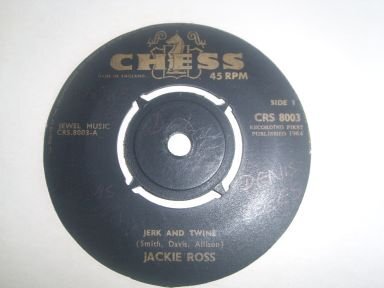 CHESS
MADE IN ENGLAND
45 RPM
SIDE 1
JEWEL MUSIC
CRS.8003-A
CRS 8003
RECORDING FIRST
PUBLISHED 1964
JERK AND TWINE
(Smith, Davis, Allison)
JACKIE ROSS